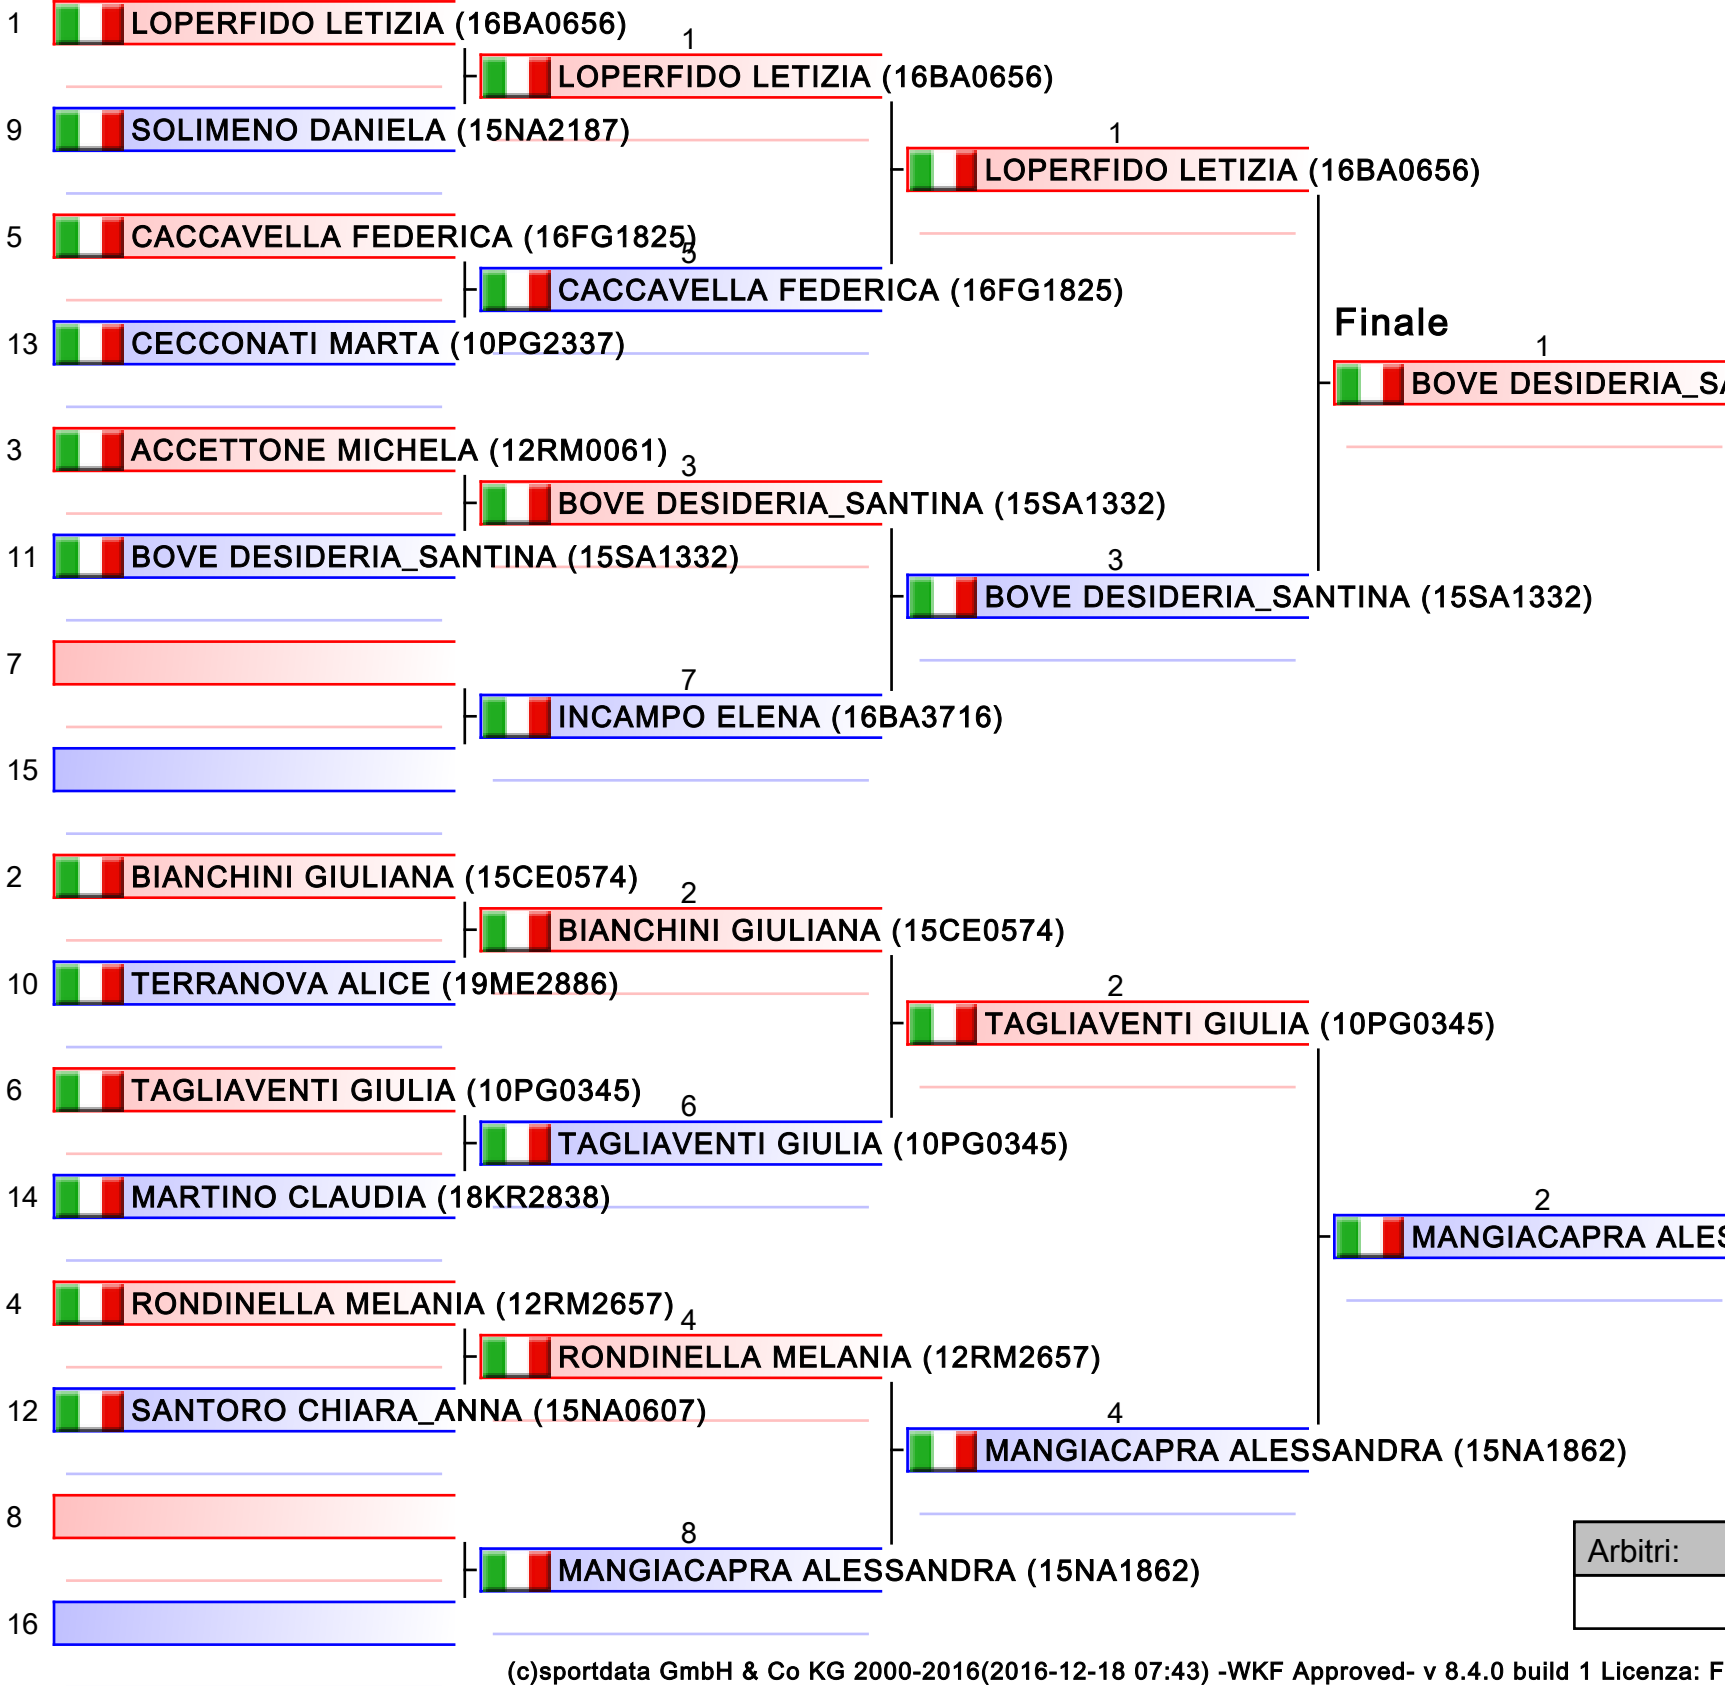 1 LOPERFIDO LETIZIA (16BA0656)
1
LOPERFIDO LETIZIA (16BA0656)
9 SOLIMENO DANIELA (15NA2187)
1
LOPERFIDO LETIZIA (16BA0656)
5 CACCAVELLA FEDERICA (16FG1825)
5
CACCAVELLA FEDERICA (16FG1825)
13 CECCONATI MARTA (10PG2337)
Finale
1
BOVE DESIDERIA_SA
3 ACCETTONE MICHELA (12RM0061)
3
BOVE DESIDERIA_SANTINA (15SA1332)
11 BOVE DESIDERIA_SANTINA (15SA1332)
3
BOVE DESIDERIA_SANTINA (15SA1332)
7
7
INCAMPO ELENA (16BA3716)
15
2 BIANCHINI GIULIANA (15CE0574)
2
BIANCHINI GIULIANA (15CE0574)
10 TERRANOVA ALICE (19ME2886)
2
TAGLIAVENTI GIULIA (10PG0345)
6 TAGLIAVENTI GIULIA (10PG0345)
6
TAGLIAVENTI GIULIA (10PG0345)
14 MARTINO CLAUDIA (18KR2838)
2
MANGIACAPRA ALES
4 RONDINELLA MELANIA (12RM2657)
4
RONDINELLA MELANIA (12RM2657)
12 SANTORO CHIARA_ANNA (15NA0607)
4
MANGIACAPRA ALESSANDRA (15NA1862)
8
8
MANGIACAPRA ALESSANDRA (15NA1862)
16
Arbitri:
(c)sportdata GmbH & Co KG 2000-2016(2016-12-18 07:43) -WKF Approved- v 8.4.0 build 1 Licenza: F